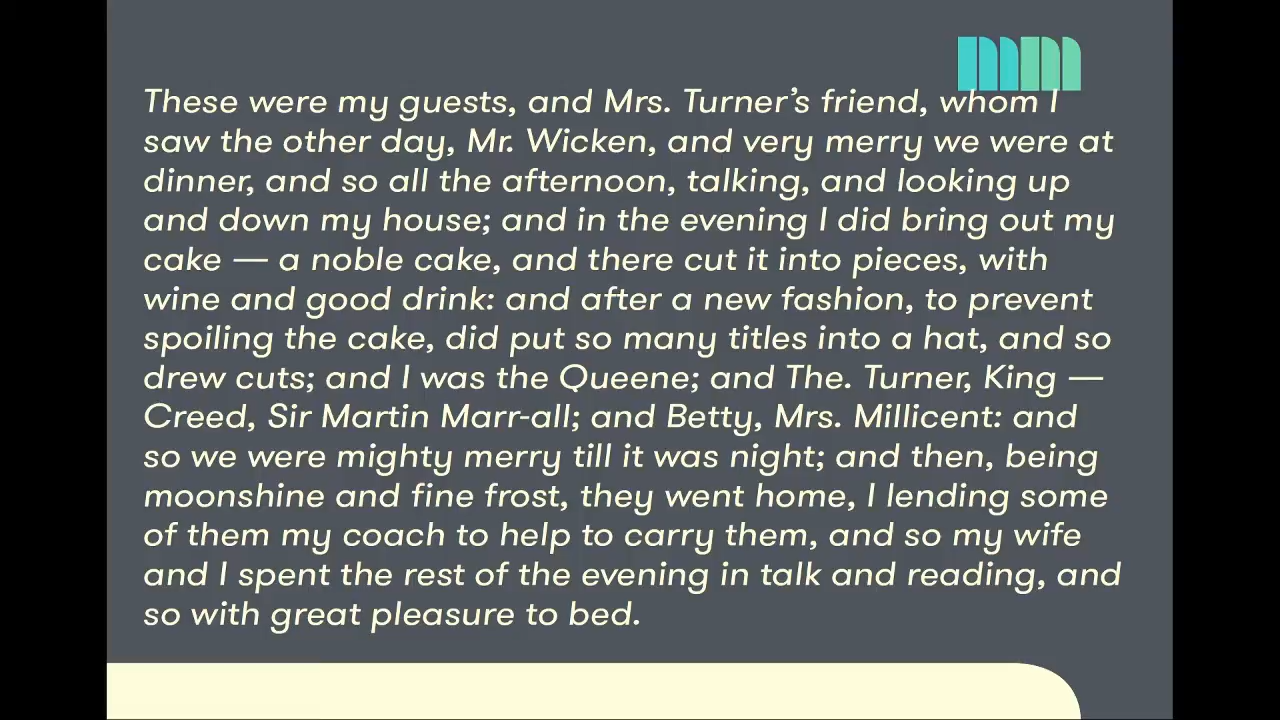 mm
These were my guests, and Mrs. Turner’s friend, whom I
saw the other day, Mr. Wicken, and very merry we were at
dinner, and so all the afternoon, talking, and looking up
and down my house; and in the evening I did bring out my
cake — a noble cake, and there cut it into pieces, with
wine and good drink: and after a new fashion, to prevent
spoiling the cake, did put so many titles into a hat, and so
drew cuts; and I was the Queene; and The. Turner, King —
Creed, Sir Martin Marr-all; and Betty, Mrs. Millicent: and
so we were mighty merry till it was night; and then, being
moonshine and fine frost, they went home, I lending some
of them my coach to help to carry them, and so my wife
and I spent the rest of the evening in talk and reading, and
so with great pleasure to bed.